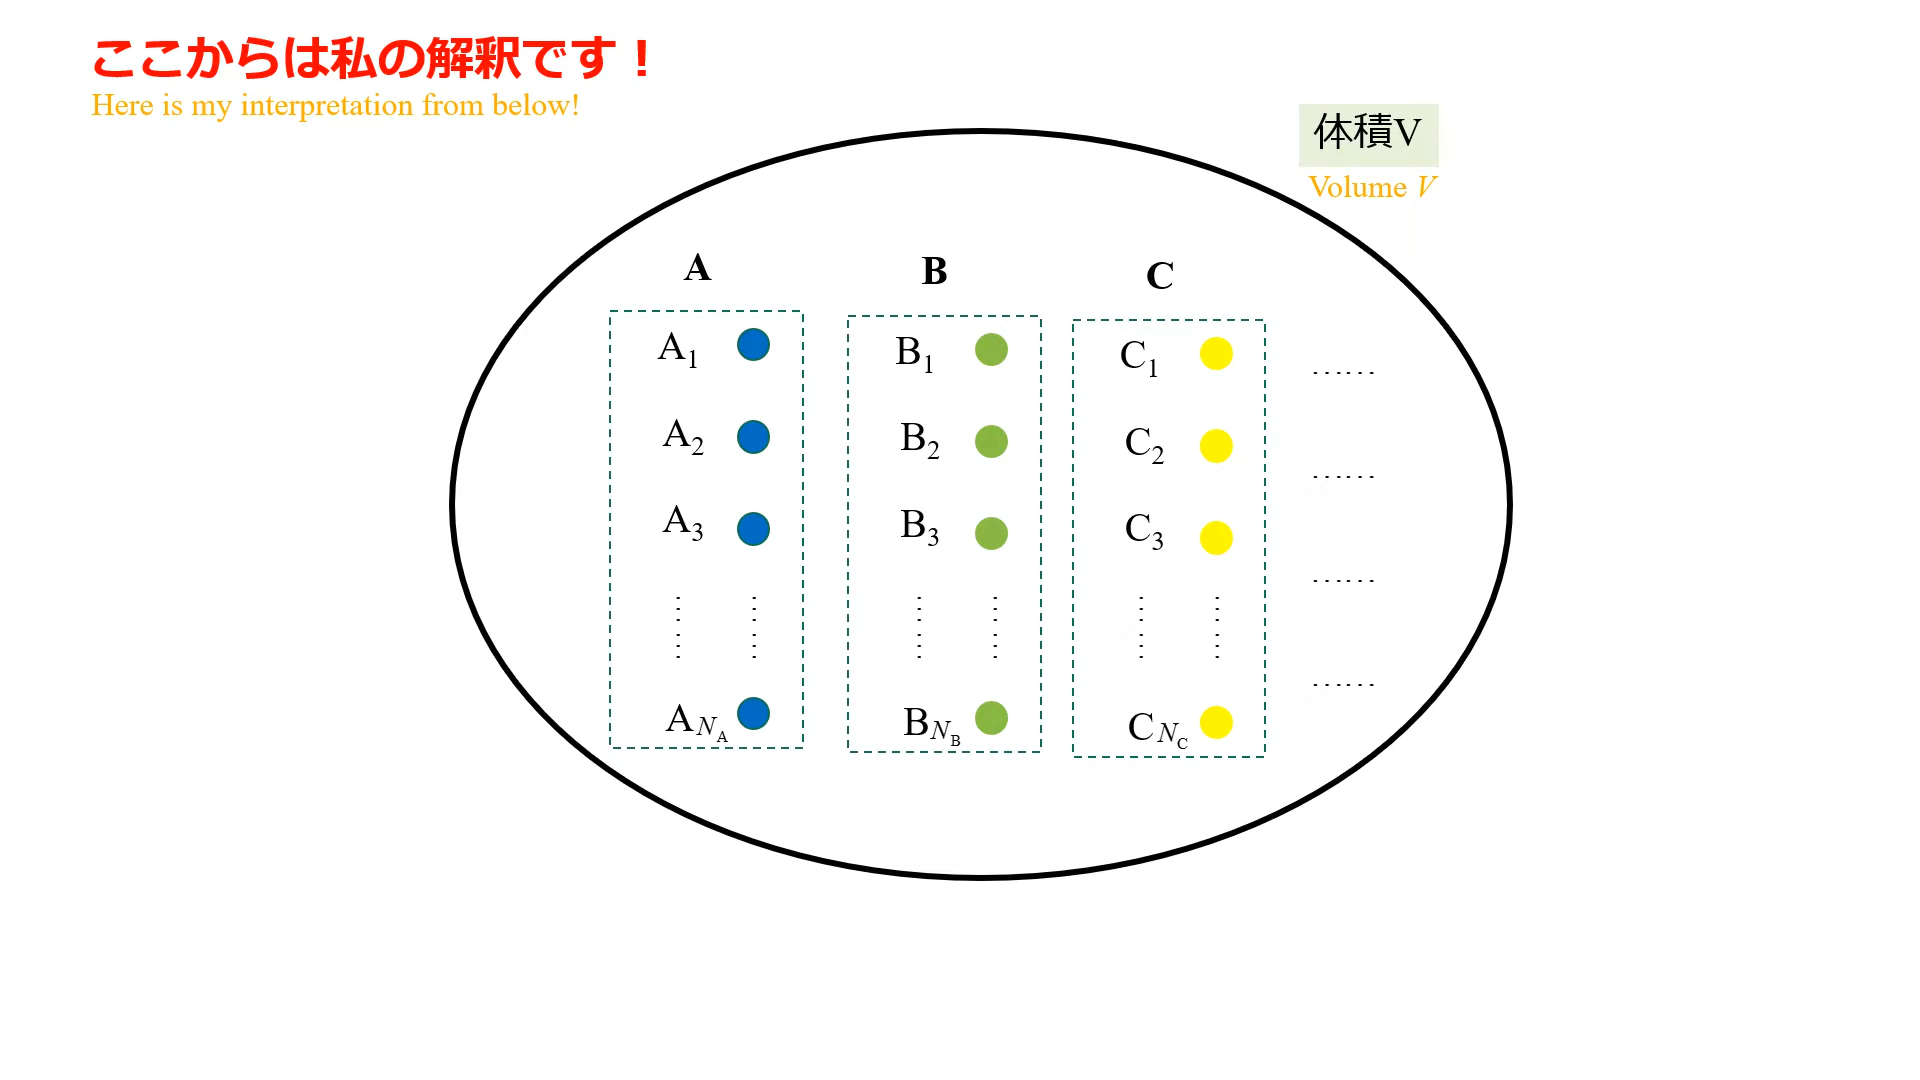 ここからは私の解釈です！
Here is my interpretation from below!
体積V
Volume V
A B C
A1 B1 C1 ......
A2 B2 C2 ......
A3 B3 C3 ......
...... ...... ...... ...... ...... ...... ......
ANA BNB CNC